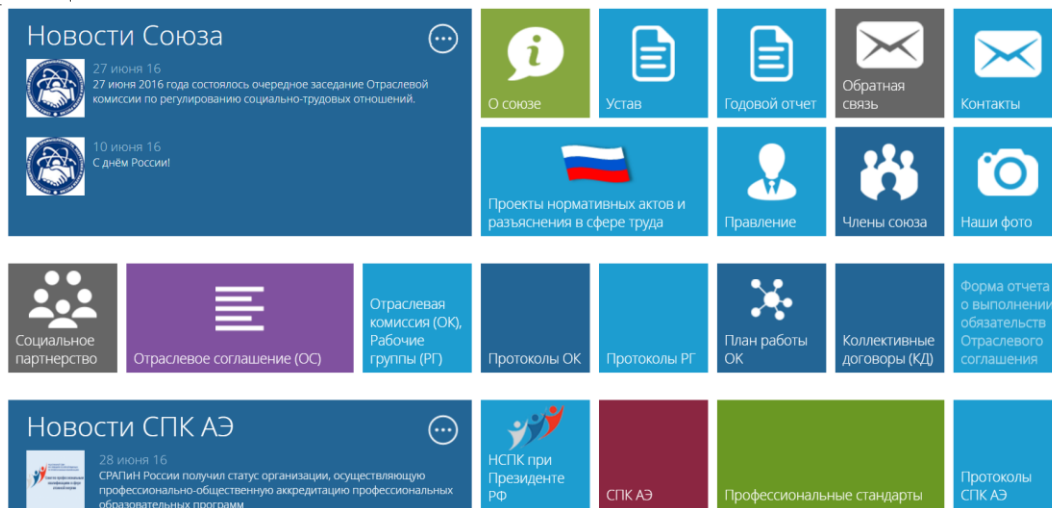 Новости Союза
27 июня 16
27 июня 2016 года состоялось очередное заседание Отраслевой
комиссии по регулированию социально-трудовых отношений.
10 июня 16
С днём России!
О союзе
Устав
Годовой отчет
Обратная
связь
Контакты
Проекты нормативных актов и
разъяснения в сфере труда
Правление
Члены союза
Наши фото
Социальное
партнерство
Отраслевое соглашение (ОС)
Отраслевая
комиссия (ОК),
Рабочие
группы (РГ)
Протоколы ОК
Протоколы РГ
План работы
ОК
Коллективные
договоры (КД)
Форма отчета
о выполнении
обязательств
Отраслевого
соглашения
Новости СПК АЭ
28 июня 16
СРАПиН России получил статус организации, осуществляющую
профессионально-общественную аккредитацию профессиональных
образовательных программ
НСПК при
Президенте
РФ
СПК АЭ
Профессиональные стандарты
Протоколы
СПК АЭ